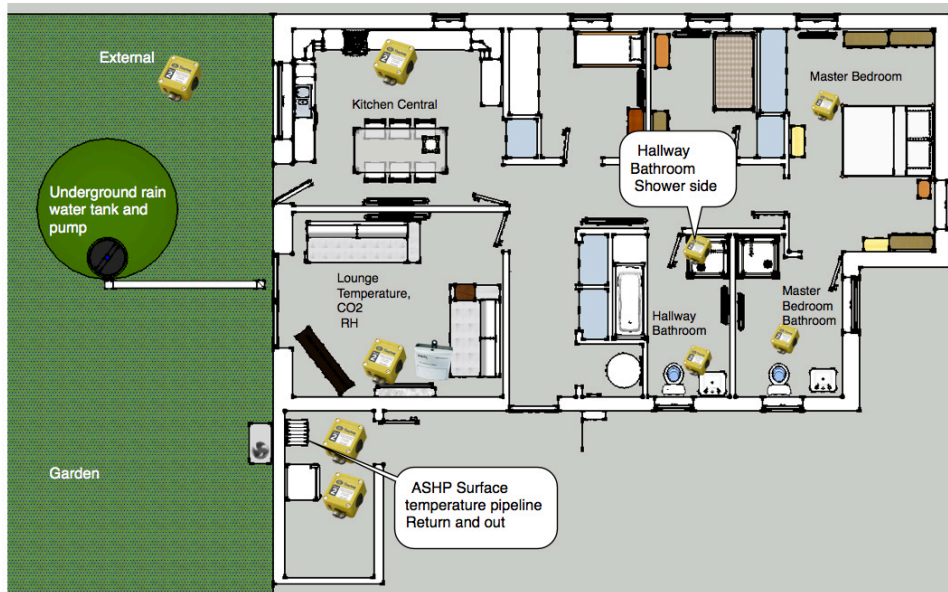 External
Kitchen Central
Master Bedroom
Hallway
Bathroom
Shower side
Underground rain
water tank and
pump
Lounge
Temperature,
CO2
RH
Hallway
Bathroom
Master
Bedroom
Bathroom
Garden
ASHP Surface
temperature pipeline
Return and out